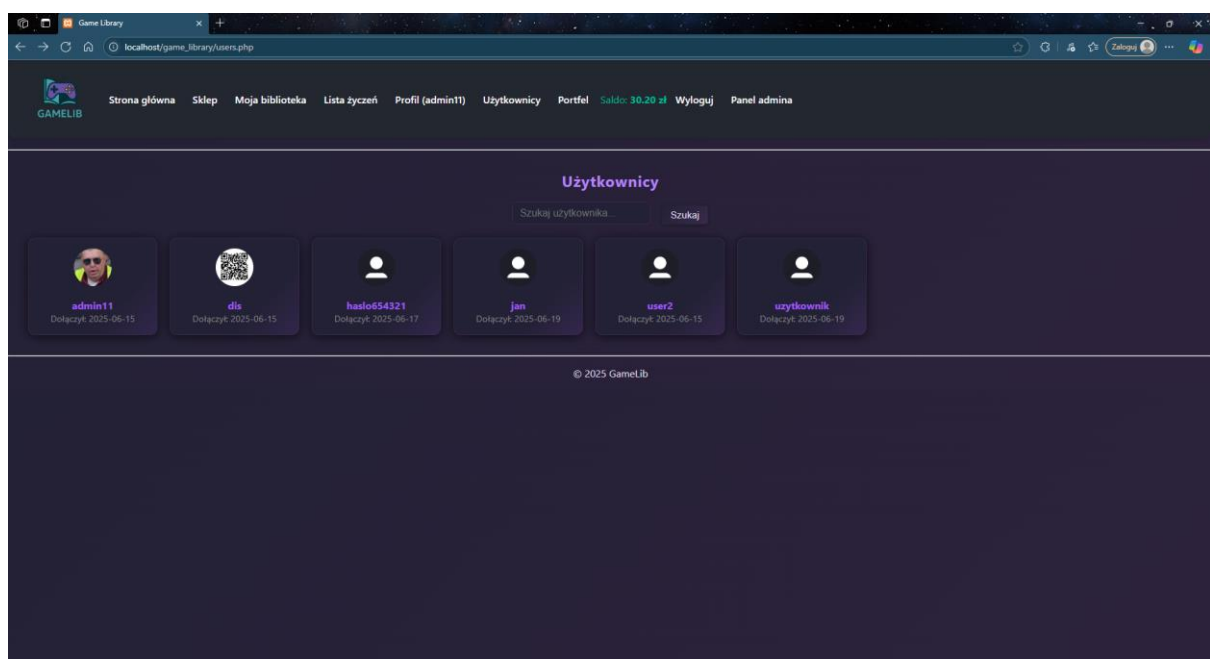 Game Library
localhost/game_library/users.php
Zaloguj
GAMELIB
Strona główna Sklep Moja biblioteka Lista życzeń Profil (admin11) Użytkownicy Portfel Saldo: 30.20 zł Wyloguj Panel admina
Użytkownicy
Szukaj użytkownika... Szukaj
admin11
Dołączył: 2025-06-15
dis
Dołączył: 2025-06-15
haslo654321
Dołączył: 2025-06-17
jan
Dołączył: 2025-06-19
user2
Dołączył: 2025-06-15
uzytkownik
Dołączył: 2025-06-19
© 2025 GameLib